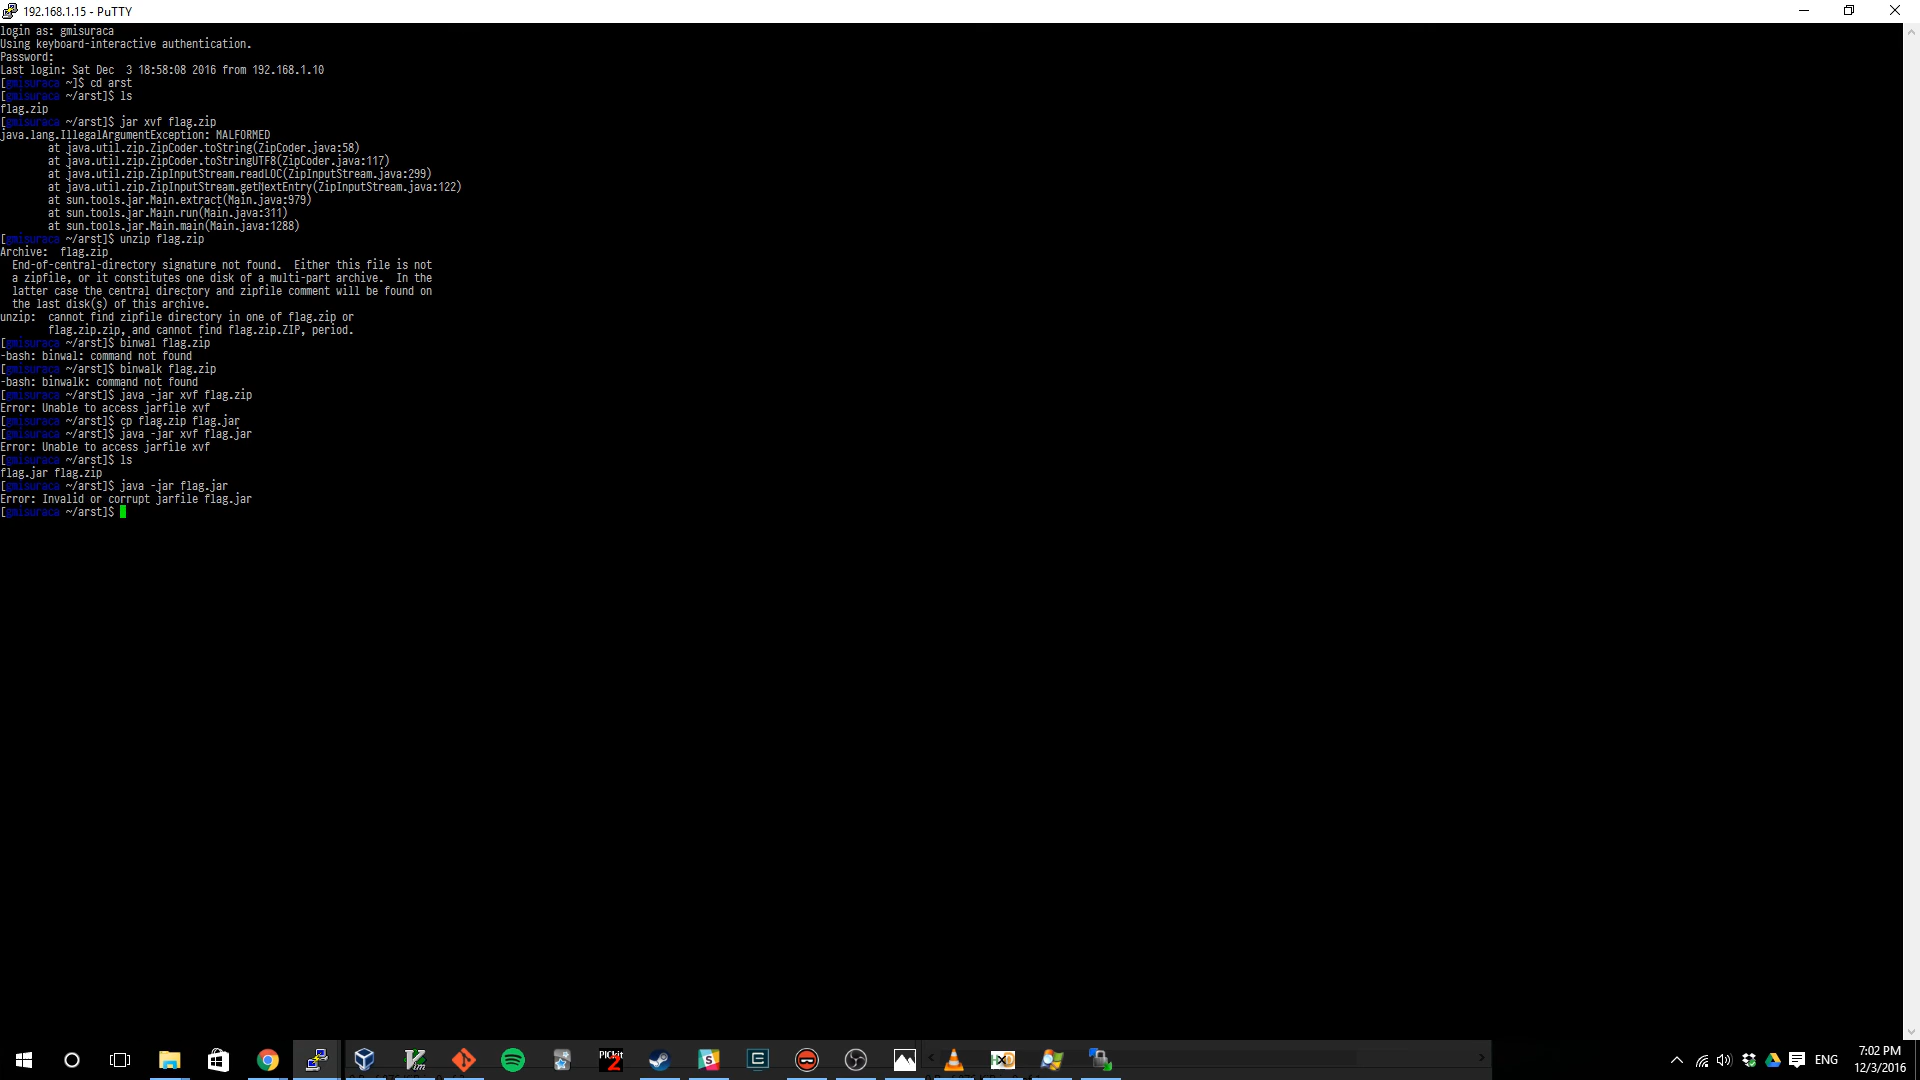 192.168.1.15 - PuTTY
login as: gmisuraca
Using keyboard-interactive authentication.
Password:
Last login: Sat Dec  3 18:58:08 2016 from 192.168.1.10
[gmisuraca ~]$ cd arst
[gmisuraca ~/arst]$ ls
flag.zip
[gmisuraca ~/arst]$ jar xvf flag.zip
java.lang.IllegalArgumentException: MALFORMED
        at java.util.zip.ZipCoder.toString(ZipCoder.java:58)
        at java.util.zip.ZipCoder.toStringUTF8(ZipCoder.java:117)
        at java.util.zip.ZipInputStream.readLOC(ZipInputStream.java:299)
        at java.util.zip.ZipInputStream.getNextEntry(ZipInputStream.java:122)
        at sun.tools.jar.Main.extract(Main.java:979)
        at sun.tools.jar.Main.run(Main.java:311)
        at sun.tools.jar.Main.main(Main.java:1288)
[gmisuraca ~/arst]$ unzip flag.zip
Archive:  flag.zip
  End-of-central-directory signature not found.  Either this file is not
  a zipfile, or it constitutes one disk of a multi-part archive.  In the
  latter case the central directory and zipfile comment will be found on
  the last disk(s) of this archive.
unzip:  cannot find zipfile directory in one of flag.zip or
        flag.zip.zip, and cannot find flag.zip.ZIP, period.
[gmisuraca ~/arst]$ binwal flag.zip
-bash: binwal: command not found
[gmisuraca ~/arst]$ binwalk flag.zip
-bash: binwalk: command not found
[gmisuraca ~/arst]$ java -jar xvf flag.zip
Error: Unable to access jarfile xvf
[gmisuraca ~/arst]$ cp flag.zip flag.jar
[gmisuraca ~/arst]$ java -jar xvf flag.jar
Error: Unable to access jarfile xvf
[gmisuraca ~/arst]$ ls
flag.jar flag.zip
[gmisuraca ~/arst]$ java -jar flag.jar
Error: Invalid or corrupt jarfile flag.jar
[gmisuraca ~/arst]$
ENG
7:02 PM
12/3/2016